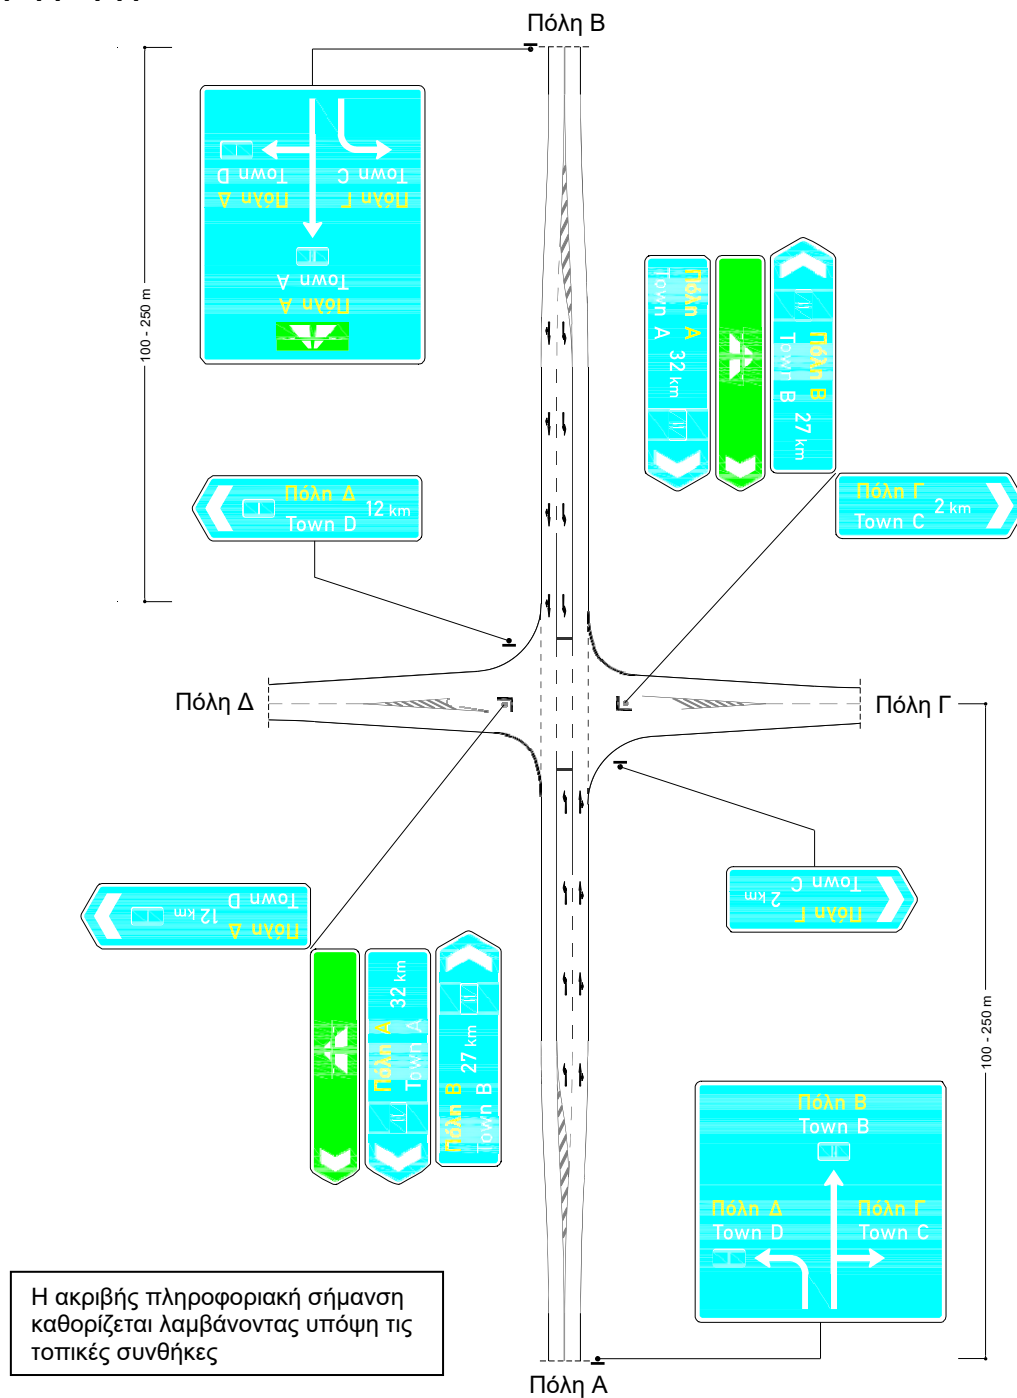 Πόλη Β
Town D
Town C
Πόλη Δ
Πόλη Γ
Town A
Πόλη Α
100 - 250 m
Πόλη Α
Town A
32 km
Πόλη Β
Town B
27 km
Πόλη Δ
Town D
12 km
Πόλη Γ
Town C
2 km
Πόλη Δ
Πόλη Γ
Town C
Πόλη Γ
2 km
Town D
Πόλη Δ
12 km
Πόλη Α
Town A
32 km
Πόλη Β
Town B
27 km
100 - 250 m
Πόλη Β
Town B
Πόλη Δ
Town D
Πόλη Γ
Town C
Η ακριβής πληροφοριακή σήμανση
καθορίζεται λαμβάνοντας υπόψη τις
τοπικές συνθήκες
Πόλη Α